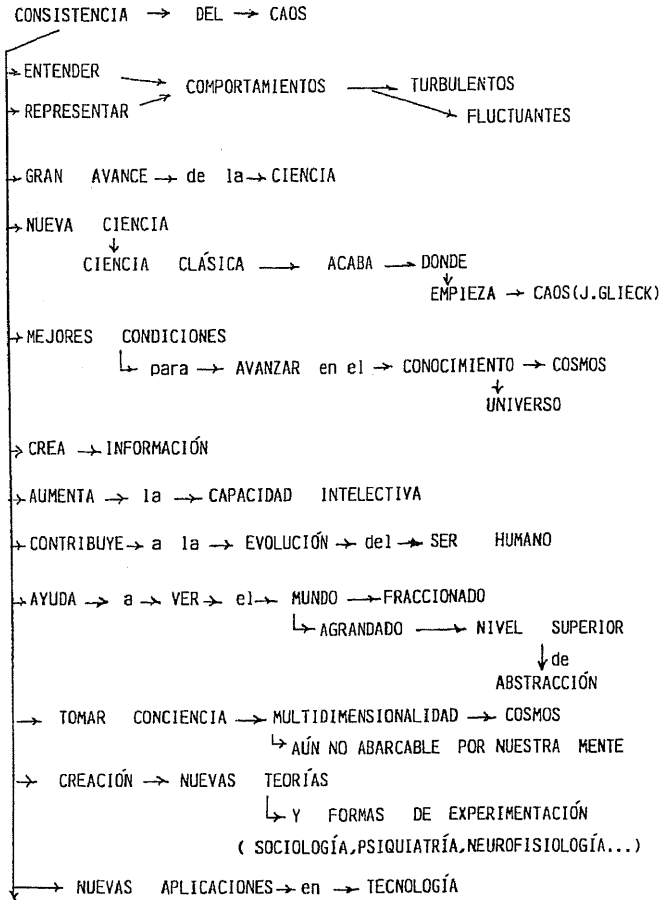 CONSISTENCIA → DEL → CAOS
→ ENTENDER
→ REPRESENTAR → COMPORTAMIENTOS → TURBULENTOS
→ FLUCTUANTES
→ GRAN AVANCE → de la → CIENCIA
→ NUEVA CIENCIA
↓
CIENCIA CLÁSICA → ACABA → DONDE
↓
EMPIEZA → CAOS(J.GLIECK)
→ MEJORES CONDICIONES
↳ para → AVANZAR en el → CONOCIMIENTO → COSMOS
↓
UNIVERSO
→ CREA → INFORMACIÓN
→ AUMENTA → la → CAPACIDAD INTELECTIVA
→ CONTRIBUYE → a la → EVOLUCIÓN → del → SER HUMANO
→ AYUDA → a → VER → el → MUNDO → FRACCIONADO
↳ AGRANDADO → NIVEL SUPERIOR
↓ de
ABSTRACCIÓN
→ TOMAR CONCIENCIA → MULTIDIMENSIONALIDAD → COSMOS
↳ AÚN NO ABARCABLE POR NUESTRA MENTE
→ CREACIÓN → NUEVAS TEORÍAS
↳ Y FORMAS DE EXPERIMENTACIÓN
( SOCIOLOGÍA,PSIQUIATRÍA,NEUROFISIOLOGÍA...)
→ NUEVAS APLICACIONES → en → TECNOLOGÍA